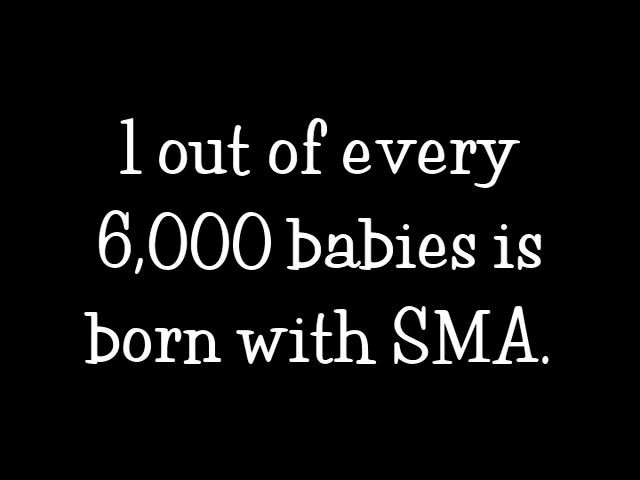 1 out of every
6,000 babies is
born with SMA.